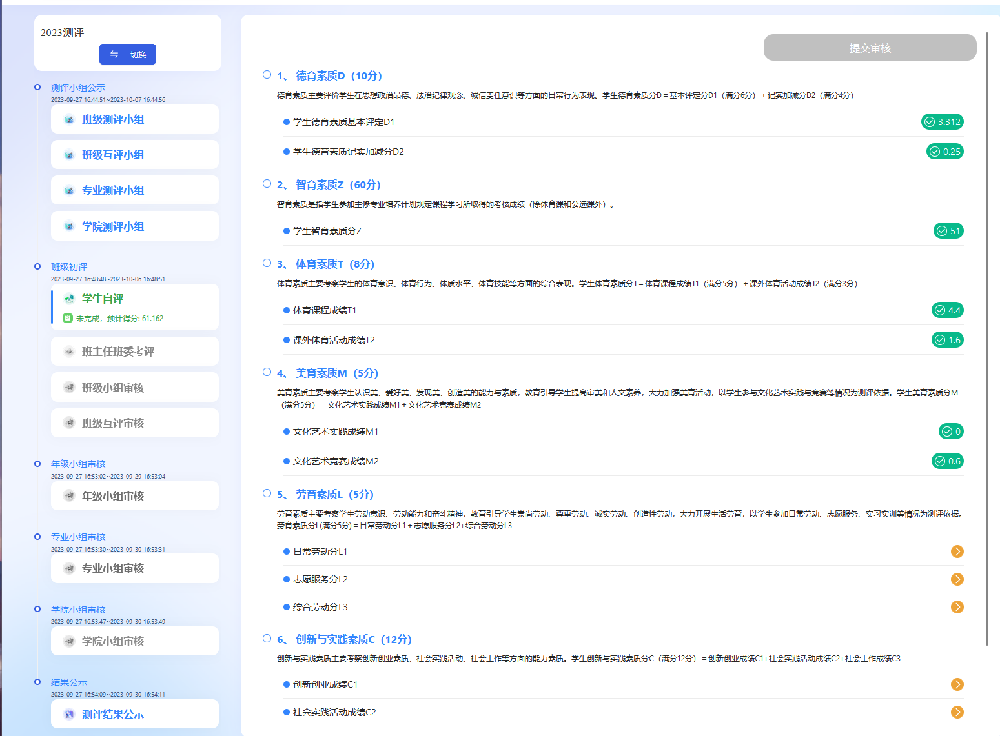 2023测评
切换
测评小组公示
2023-09-27 16:44:51~2023-10-07 16:44:56
班级测评小组
班级互评小组
专业测评小组
学院测评小组
班级初评
2023-09-27 16:48:48~2023-10-06 16:48:51
学生自评
未完成，预计得分: 61.162
班主任班委考评
班级小组审核
班级互评审核
年级小组审核
2023-09-27 16:53:02~2023-09-29 16:53:04
年级小组审核
专业小组审核
2023-09-27 16:53:30~2023-09-30 16:53:31
专业小组审核
学院小组审核
2023-09-27 16:53:47~2023-09-30 16:53:49
学院小组审核
结果公示
2023-09-27 16:54:09~2023-09-30 16:54:11
测评结果公示
提交审核
1、 德育素质D（10分）
德育素质主要评价学生在思想政治品德、法治纪律观念、诚信责任意识等方面的日常行为表现。学生德育素质分D＝基本评定分D1（满分6分）＋记实加减分D2（满分4分）
学生德育素质基本评定D1 3.312
学生德育素质记实加减分D2 0.25
2、 智育素质Z（60分）
智育素质是指学生参加主修专业培养计划规定课程学习所取得的考核成绩（除体育课和公选课外）。
学生智育素质分Z 51
3、 体育素质T（8分）
体育素质主要考察学生的体育意识、体育行为、体质水平、体育技能等方面的综合表现。学生体育素质分T＝体育课程成绩T1（满分5分）＋课外体育活动成绩T2（满分3分）
体育课程成绩T1 4.4
课外体育活动成绩T2 1.6
4、 美育素质M（5分）
美育素质主要考察学生认识美、爱好美、发现美、创造美的能力与素质，教育引导学生提高审美和人文素养，大力加强美育活动，以学生参与文化艺术实践与竞赛等情况为测评依据。学生美育素质分M
（满分5分）＝文化艺术实践成绩M1＋文化艺术竞赛成绩M2
文化艺术实践成绩M1 0
文化艺术竞赛成绩M2 0.6
5、 劳育素质L（5分）
劳育素质主要考察学生劳动意识、劳动能力和奋斗精神，教育引导学生崇尚劳动、尊重劳动、诚实劳动、创造性劳动，大力开展生活劳育，以学生参加日常劳动、志愿服务、实习实训等情况为测评依据。
劳育素质分L(满分5分)＝日常劳动分L1＋志愿服务分L2+综合劳动分L3
日常劳动分L1
志愿服务分L2
综合劳动分L3
6、 创新与实践素质C（12分）
创新与实践素质主要考察创新创业素质、社会实践活动、社会工作等方面的能力素质。学生创新与实践素质分C（满分12分）＝创新创业成绩C1+社会实践活动成绩C2+社会工作成绩C3
创新创业成绩C1
社会实践活动成绩C2